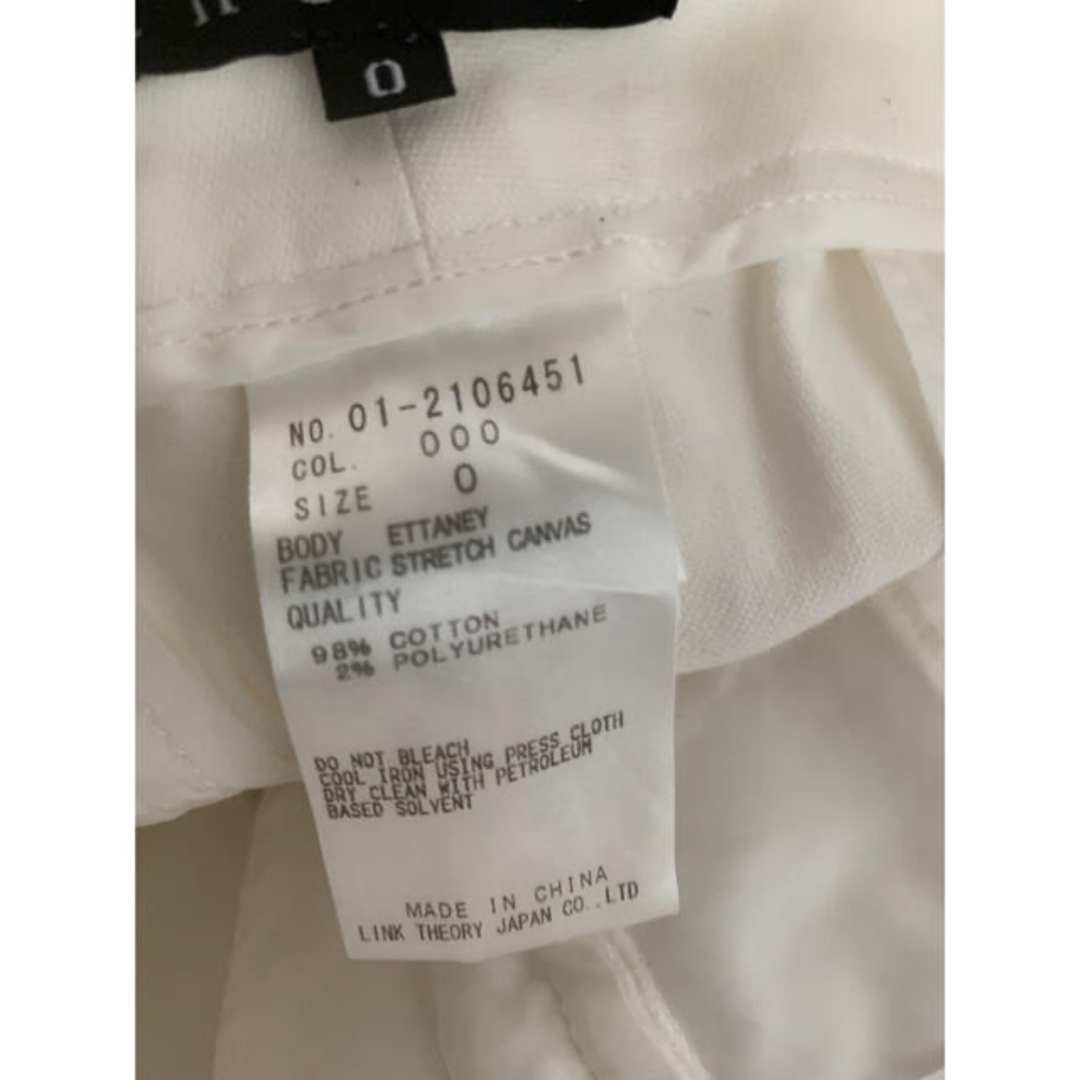 0
NO. 01-2106451
COL. 000
SIZE 0
BODY ETTANEY
FABRIC STRETCH CANVAS
QUALITY
98% COTTON
2% POLYURETHANE
DO NOT BLEACH
COOL IRON USING PRESS CLOTH
DRY CLEAN WITH PETROLEUM
BASED SOLVENT
MADE IN CHINA
LINK THEORY JAPAN CO.,LTD